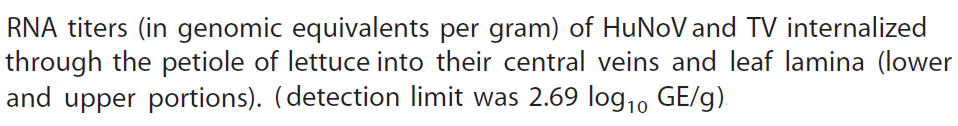 RNA titers (in genomic equivalents per gram) of HuNoV and TV internalized
through the petiole of lettuce into their central veins and leaf lamina (lower
and upper portions). (detection limit was 2.69 log₁₀ GE/g)